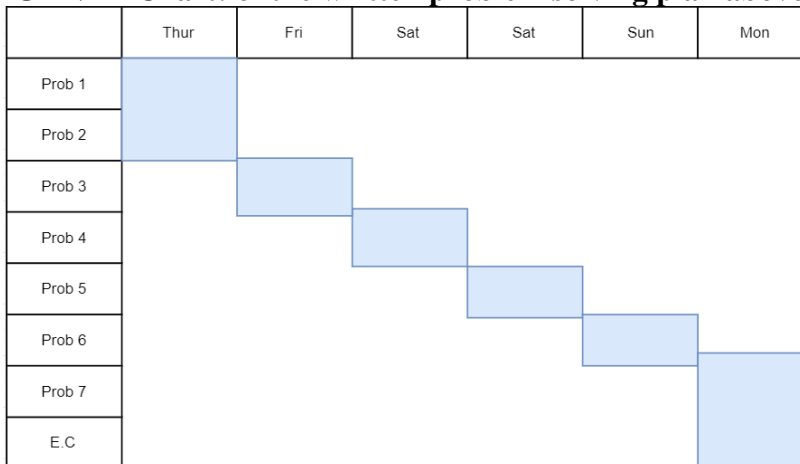 Thur Fri Sat Sat Sun Mon
Prob 1
Prob 2
Prob 3
Prob 4
Prob 5
Prob 6
Prob 7
E.C